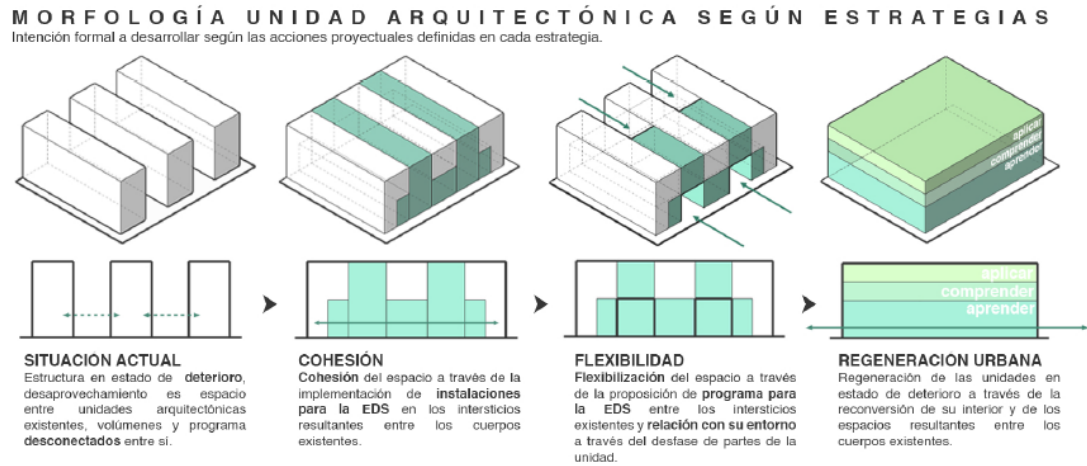 MORFOLOGÍA UNIDAD ARQUITECTÓNICA SEGÚN ESTRATEGIAS
Intención formal a desarrollar según las acciones proyectuales definidas en cada estrategia.
aplicar
comprender
aprender
aplicar
comprender
aprender
SITUACION ACTUAL
Estructura en estado de deterioro,
desaprovechamiento es espacio
entre unidades arquitectónicas
existentes, volúmenes y programa
desconectados entre sí.
COHESIÓN
Cohesión del espacio a través de la
implementación de instalaciones
para la EDS en los intersticios
resultantes entre los cuerpos
existentes.
FLEXIBILIDAD
Flexibilización del espacio a través
de la proposición de programa para
la EDS entre los intersticios
existentes y relación con su entorno
a través del desfase de partes de la
unidad.
REGENERACION URBANA
Regeneración de las unidades en
estado de deterioro a través de la
reconversión de su interior y de los
espacios resultantes entre los
cuerpos existentes.